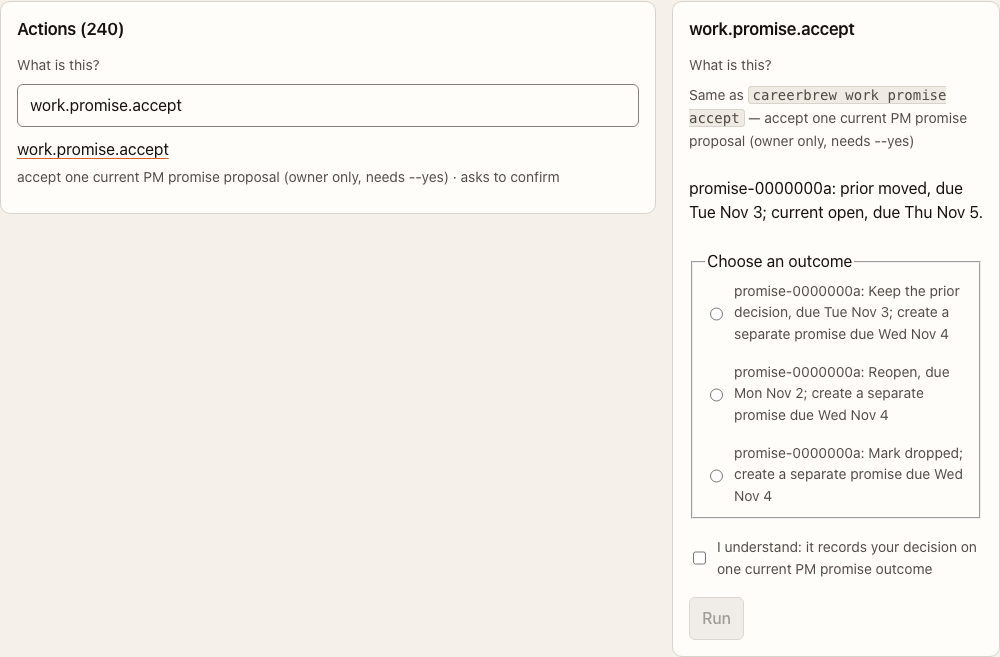 Actions (240)
What is this?
work.promise.accept
work.promise.accept
accept one current PM promise proposal (owner only, needs --yes) · asks to confirm
work.promise.accept
What is this?
Same as careerbrew work promise
accept — accept one current PM promise
proposal (owner only, needs --yes)
promise-0000000a: prior moved, due
Tue Nov 3; current open, due Thu Nov 5.
Choose an outcome
promise-0000000a: Keep the prior
decision, due Tue Nov 3; create a
separate promise due Wed Nov 4
promise-0000000a: Reopen, due
Mon Nov 2; create a separate
promise due Wed Nov 4
promise-0000000a: Mark dropped;
create a separate promise due Wed
Nov 4
I understand: it records your decision on
one current PM promise outcome
Run